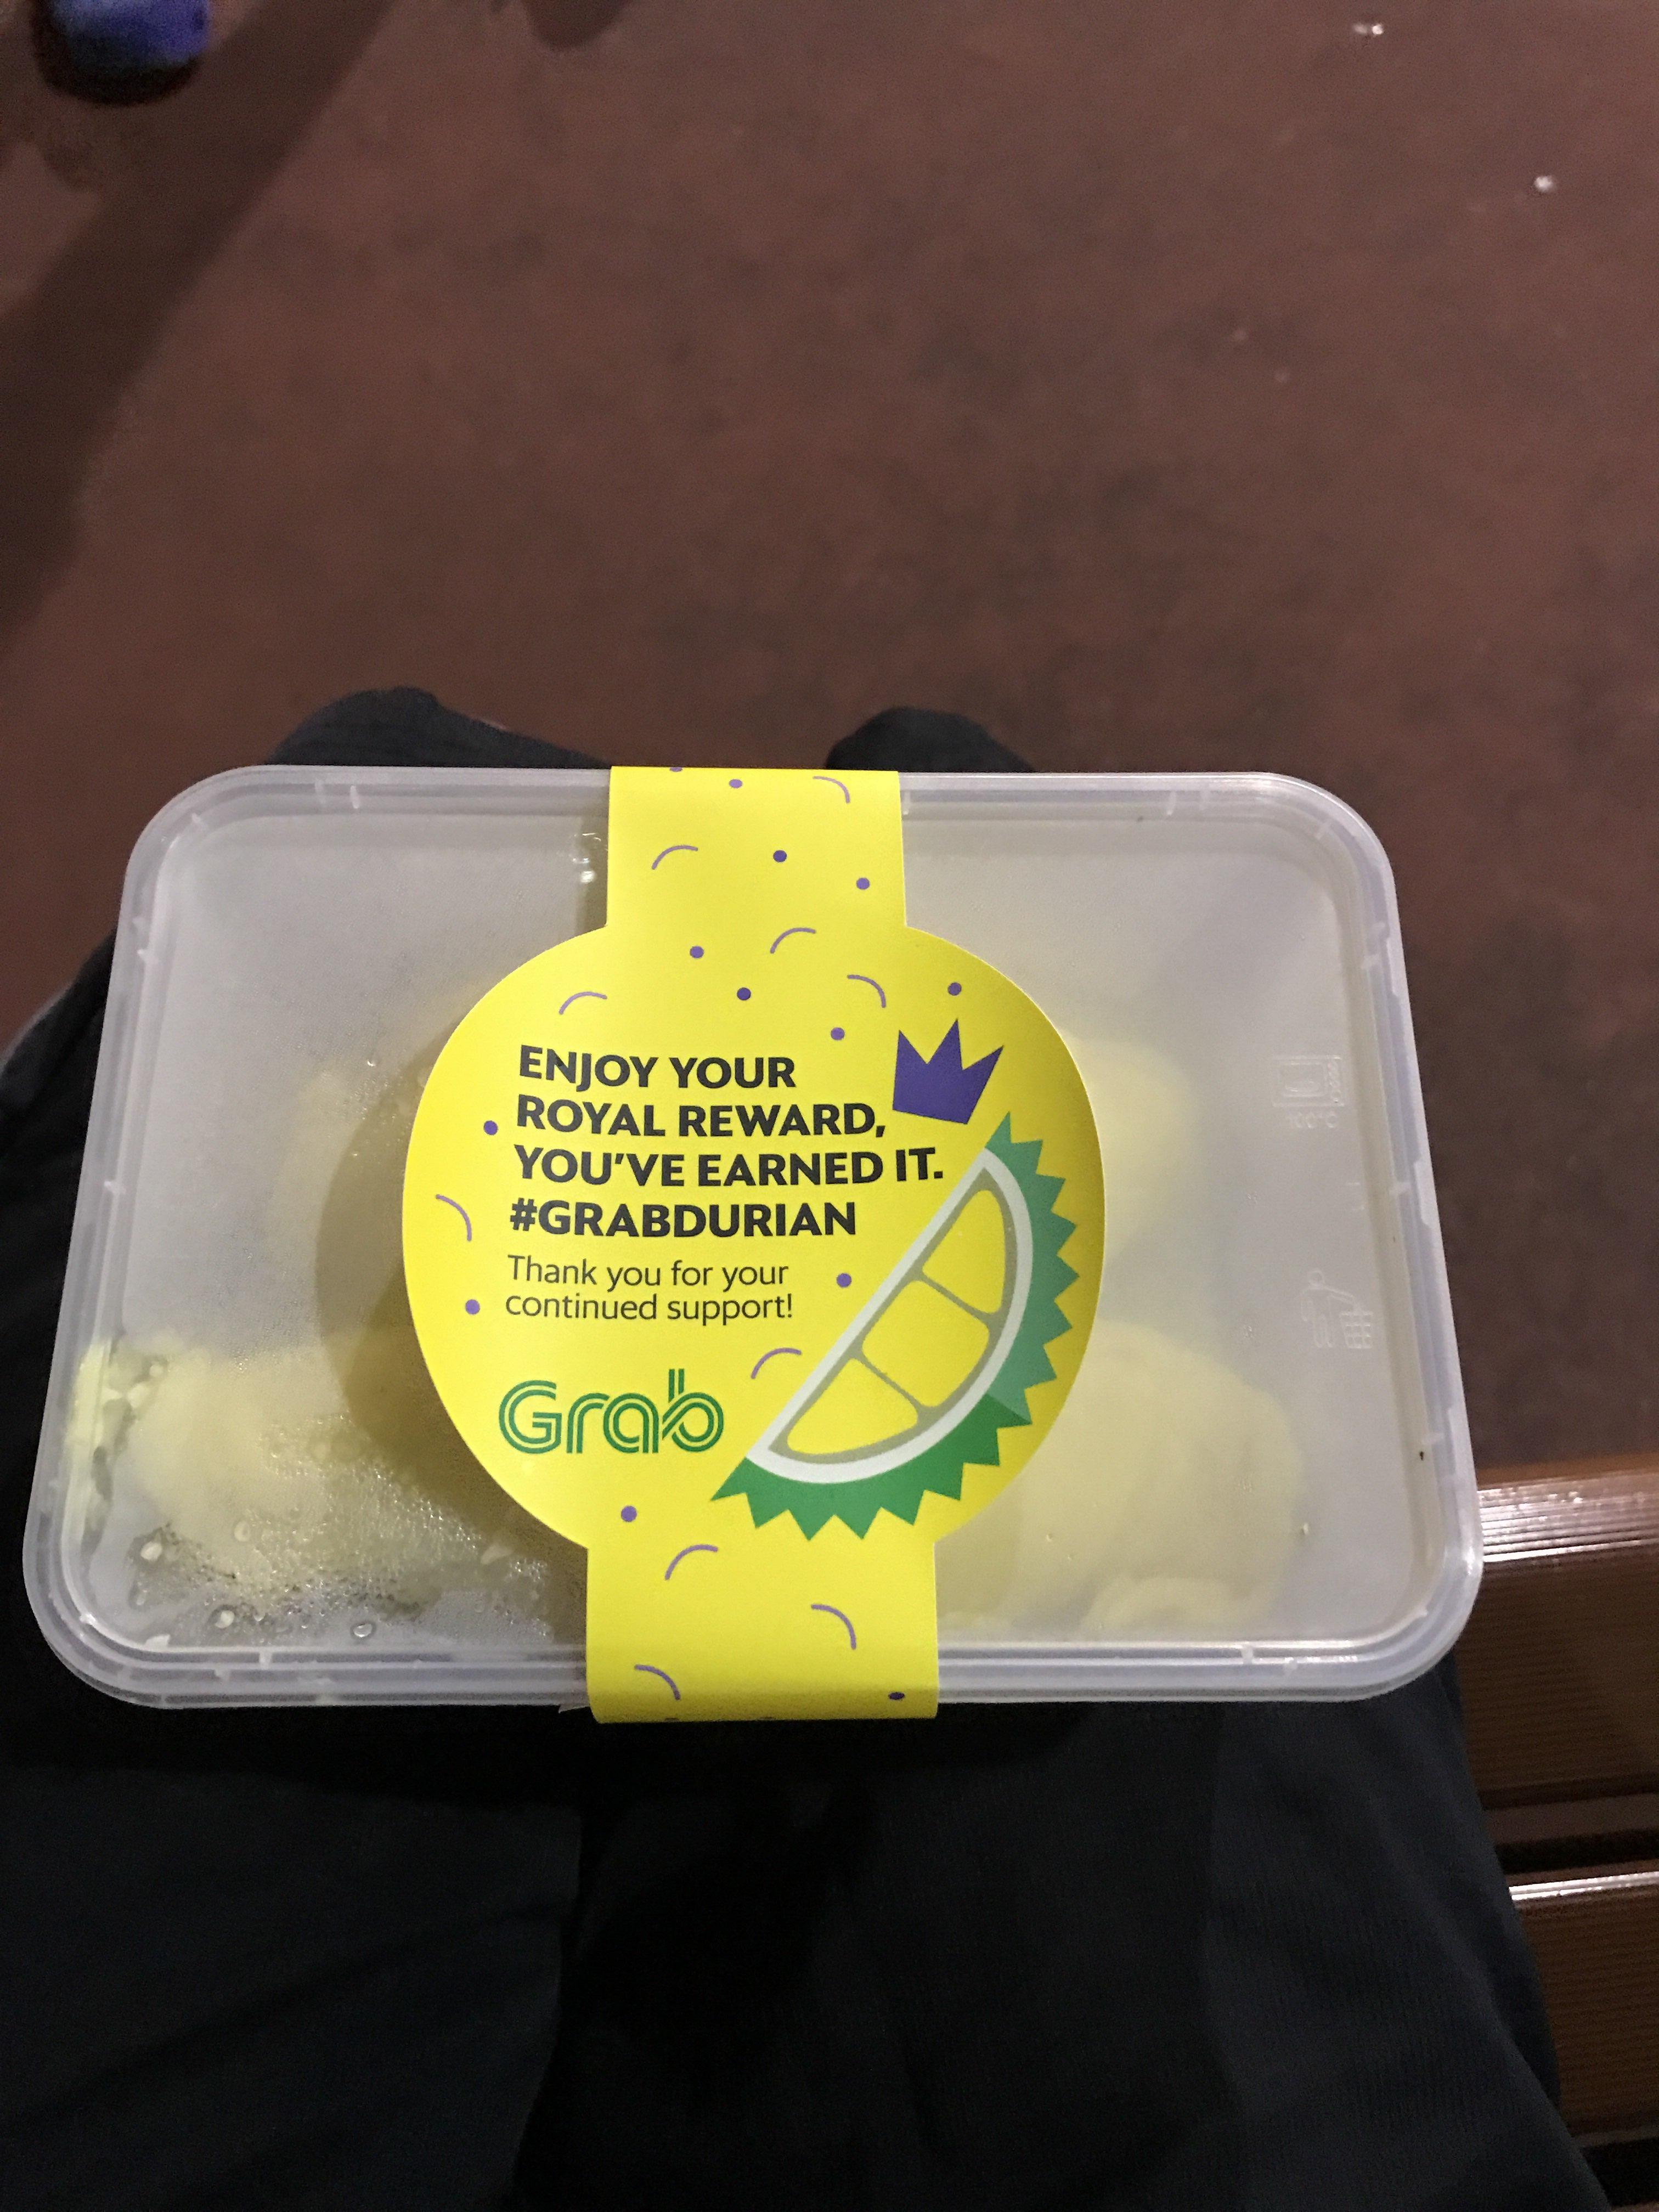 ENJOY YOUR
ROYAL REWARD,
YOU'VE EARNED IT.
#GRABDURIAN
Thank you for your
continued support!
Grab